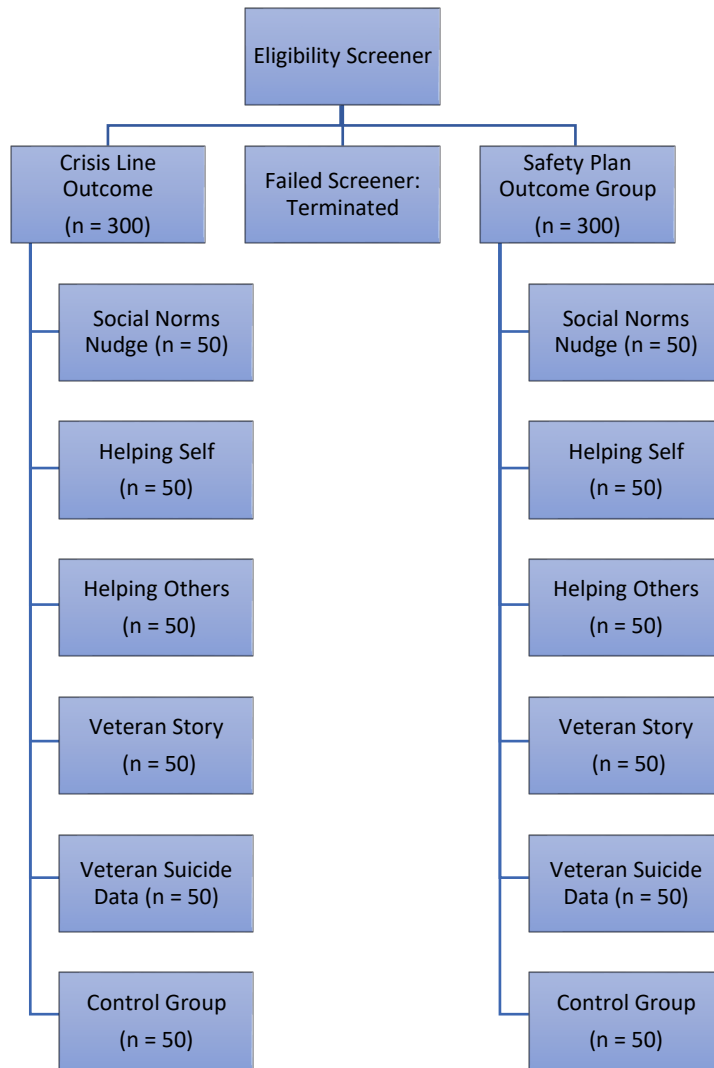 Eligibility Screener
Crisis Line
Outcome
(n = 300)
Failed Screener:
Terminated
Safety Plan
Outcome Group
(n = 300)
Social Norms
Nudge (n = 50)
Helping Self
(n = 50)
Helping Others
(n = 50)
Veteran Story
(n = 50)
Veteran Suicide
Data (n = 50)
Control Group
(n = 50)
Social Norms
Nudge (n = 50)
Helping Self
(n = 50)
Helping Others
(n = 50)
Veteran Story
(n = 50)
Veteran Suicide
Data (n = 50)
Control Group
(n = 50)